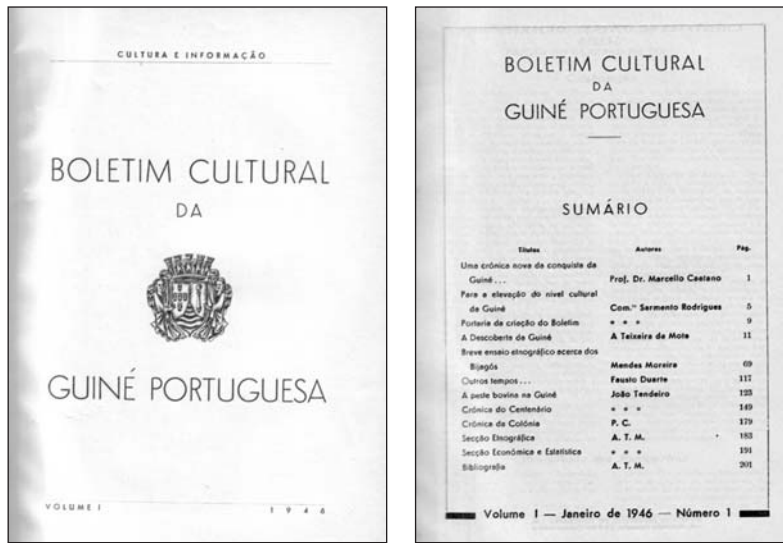 CULTURA E INFORMAÇÃO
BOLETIM CULTURAL
DA
GUINÉ PORTUGUESA
VOLUME I 1946
BOLETIM CULTURAL
DA
GUINÉ PORTUGUESA
SUMÁRIO
Títulos Autores Pág.
Uma crónica nova da conquista da
Guiné... Prof. Dr. Marcello Caetano 1
Para a elevação do nível cultural
da Guiné Com.te Sarmento Rodrigues 5
Portaria da criação do Boletim * * * 9
A Descoberta da Guiné A Teixeira da Mota 11
Breve ensaio etnográfico acerca dos
Bijagós Mendes Moreira 69
Outros tempos... Fausto Duarte 117
A peste bovina na Guiné João Tendeiro 123
Crónica do Centenário * * * 149
Crónica da Colónia P. C. 179
Secção Etnográfica A. T. M. 183
Secção Económica e Estatística * * * 191
Bibliografia A. T. M. 201
Volume I — Janeiro de 1946 — Número 1